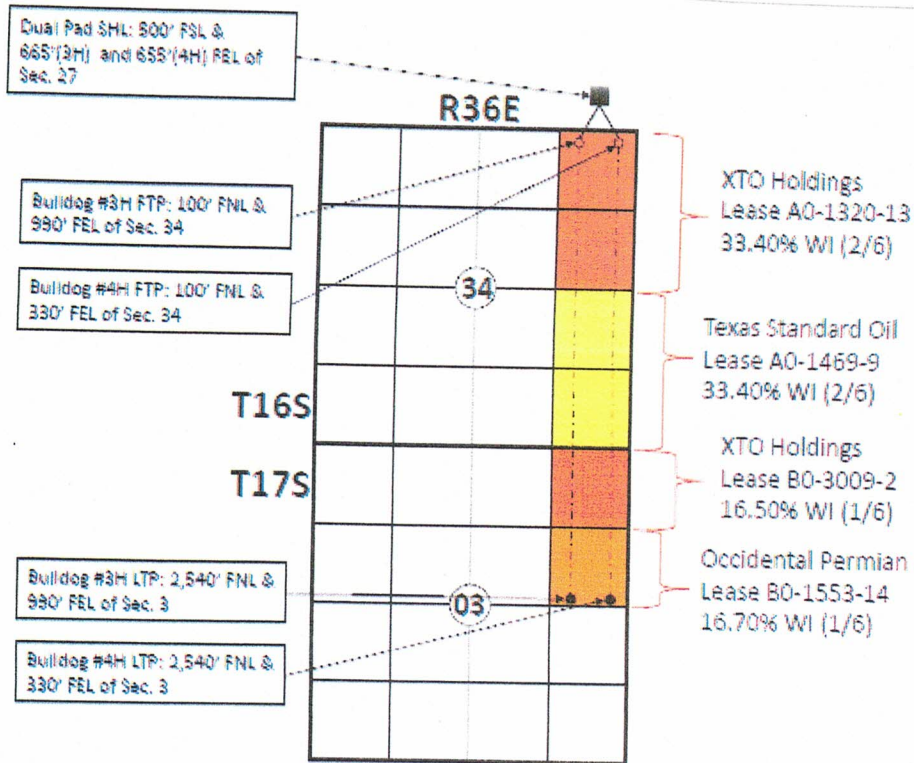 Dual Pad SHL: 500' FSL &
665'(3H) and 655'(4H) FEL of
Sec. 27
R36E
Bulldog #3H FTP: 100' FNL &
990' FEL of Sec. 34
Bulldog #4H FTP: 100' FNL &
330' FEL of Sec. 34
XTO Holdings
Lease A0-1320-13
33.40% WI (2/6)
34
Texas Standard Oil
Lease A0-1469-9
33.40% WI (2/6)
T16S
T17S
XTO Holdings
Lease B0-3009-2
16.50% WI (1/6)
Bulldog #3H LTP: 2,540' FNL &
990' FEL of Sec. 3
Occidental Permian
Lease B0-1553-14
16.70% WI (1/6)
03
Bulldog #4H LTP: 2,540' FNL &
330' FEL of Sec. 3